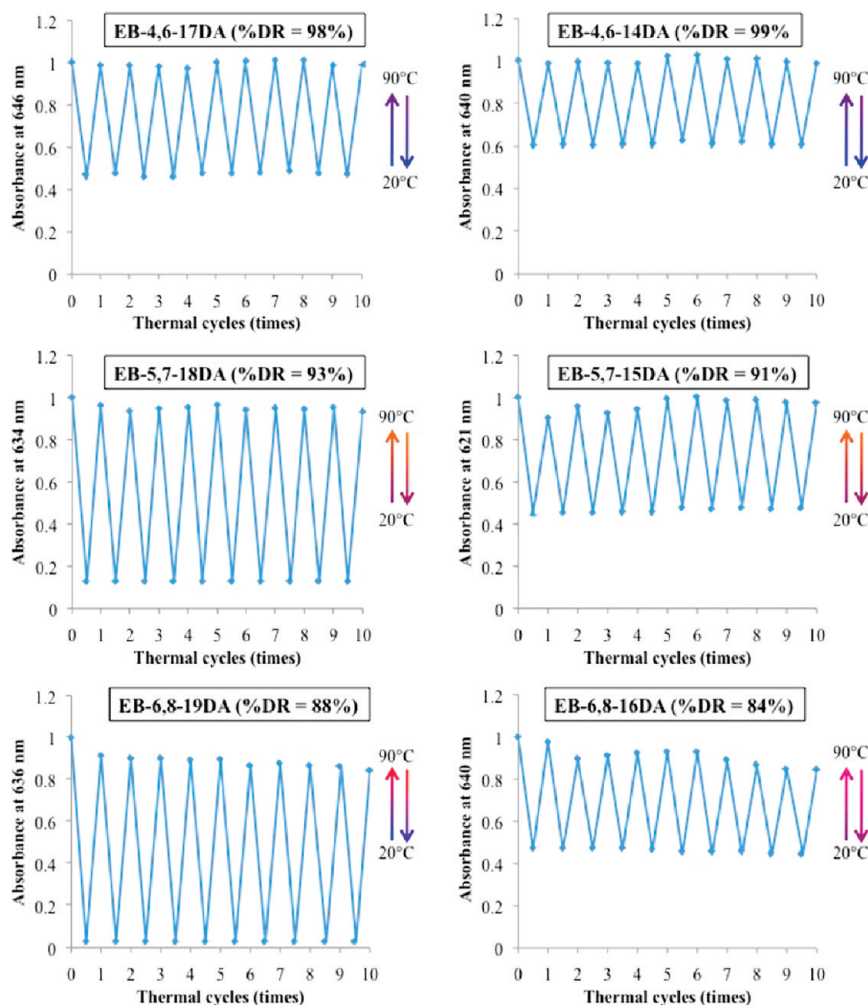 EB-4,6-17DA (%DR = 98%)
Absorbance at 646 nm
1.2
1
0.8
0.6
0.4
0.2
0
0 1 2 3 4 5 6 7 8 9 10
Thermal cycles (times)
90°C
20°C
EB-4,6-14DA (%DR = 99%
Absorbance at 640 nm
1.2
1
0.8
0.6
0.4
0.2
0
0 1 2 3 4 5 6 7 8 9 10
Thermal cycles (times)
90°C
20°C
EB-5,7-18DA (%DR = 93%)
Absorbance at 634 nm
1.2
1
0.8
0.6
0.4
0.2
0
0 1 2 3 4 5 6 7 8 9 10
Thermal cycles (times)
90°C
20°C
EB-5,7-15DA (%DR = 91%)
Absorbance at 621 nm
1.2
1
0.8
0.6
0.4
0.2
0
0 1 2 3 4 5 6 7 8 9 10
Thermal cycles (times)
90°C
20°C
EB-6,8-19DA (%DR = 88%)
Absorbance at 636 nm
1.2
1
0.8
0.6
0.4
0.2
0
0 1 2 3 4 5 6 7 8 9 10
Thermal cycles (times)
90°C
20°C
EB-6,8-16DA (%DR = 84%)
Absorbance at 640 nm
1.2
1
0.8
0.6
0.4
0.2
0
0 1 2 3 4 5 6 7 8 9 10
Thermal cycles (times)
90°C
20°C